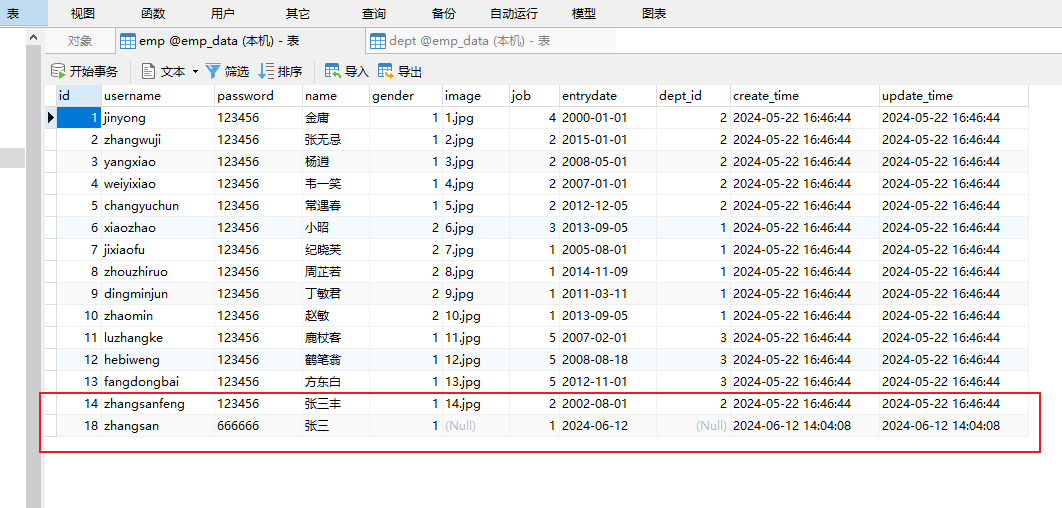 表 视图 函数 用户 其它 查询 备份 自动运行 模型 图表
对象 emp @emp_data (本机) - 表 dept @emp_data (本机) - 表
开始事务 文本 筛选 排序 导入 导出
id username password name gender image job entrydate dept_id create_time update_time
1 jinyong 123456 金庸 1 1.jpg 4 2000-01-01 2 2024-05-22 16:46:44 2024-05-22 16:46:44
2 zhangwuji 123456 张无忌 1 2.jpg 2 2015-01-01 2 2024-05-22 16:46:44 2024-05-22 16:46:44
3 yangxiao 123456 杨逍 1 3.jpg 2 2008-05-01 2 2024-05-22 16:46:44 2024-05-22 16:46:44
4 weiyixiao 123456 韦一笑 1 4.jpg 2 2007-01-01 2 2024-05-22 16:46:44 2024-05-22 16:46:44
5 changyuchun 123456 常遇春 1 5.jpg 2 2012-12-05 2 2024-05-22 16:46:44 2024-05-22 16:46:44
6 xiaozhao 123456 小昭 2 6.jpg 3 2013-09-05 1 2024-05-22 16:46:44 2024-05-22 16:46:44
7 jixiaofu 123456 纪晓芙 2 7.jpg 1 2005-08-01 1 2024-05-22 16:46:44 2024-05-22 16:46:44
8 zhouzhiruo 123456 周芷若 2 8.jpg 1 2014-11-09 1 2024-05-22 16:46:44 2024-05-22 16:46:44
9 dingminjun 123456 丁敏君 2 9.jpg 1 2011-03-11 1 2024-05-22 16:46:44 2024-05-22 16:46:44
10 zhaomin 123456 赵敏 2 10.jpg 1 2013-09-05 1 2024-05-22 16:46:44 2024-05-22 16:46:44
11 luzhangke 123456 鹿杖客 1 11.jpg 5 2007-02-01 3 2024-05-22 16:46:44 2024-05-22 16:46:44
12 hebiweng 123456 鹤笔翁 1 12.jpg 5 2008-08-18 3 2024-05-22 16:46:44 2024-05-22 16:46:44
13 fangdongbai 123456 方东白 1 13.jpg 5 2012-11-01 3 2024-05-22 16:46:44 2024-05-22 16:46:44
14 zhangsanfeng 123456 张三丰 1 14.jpg 2 2002-08-01 2 2024-05-22 16:46:44 2024-05-22 16:46:44
18 zhangsan 666666 张三 1 (Null) 1 2024-06-12 (Null) 2024-06-12 14:04:08 2024-06-12 14:04:08